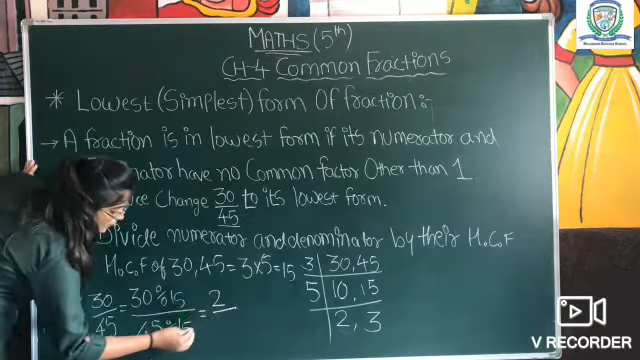 MATHS (5th)
CH-4 Common Fractions
* Lowest (Simplest) form Of fraction:-
→ A fraction is in lowest form if its numerator and
have no Common factor Other than 1.
Change 30/45 to its lowest form.
Divide numerator and denominator by their H.C.F
H.C.F of 30,45 = 3×5 = 15
3 | 30, 45
5 | 10, 15
2, 3
30/45 = 30÷15/45÷15 = 2
V RECORDER